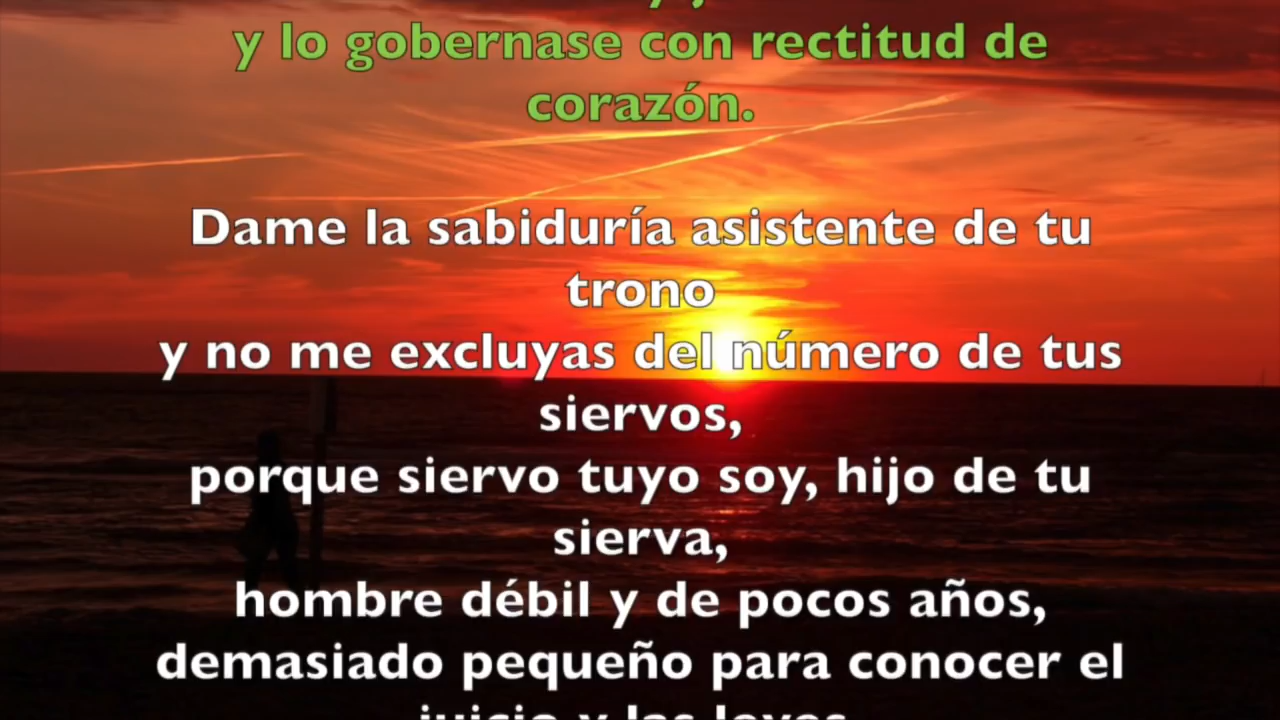 y lo gobernase con rectitud de
corazón.
Dame la sabiduría asistente de tu
trono
y no me excluyas del número de tus
siervos,
porque siervo tuyo soy, hijo de tu
sierva,
hombre débil y de pocos años,
demasiado pequeño para conocer el
juicio y las leyes.